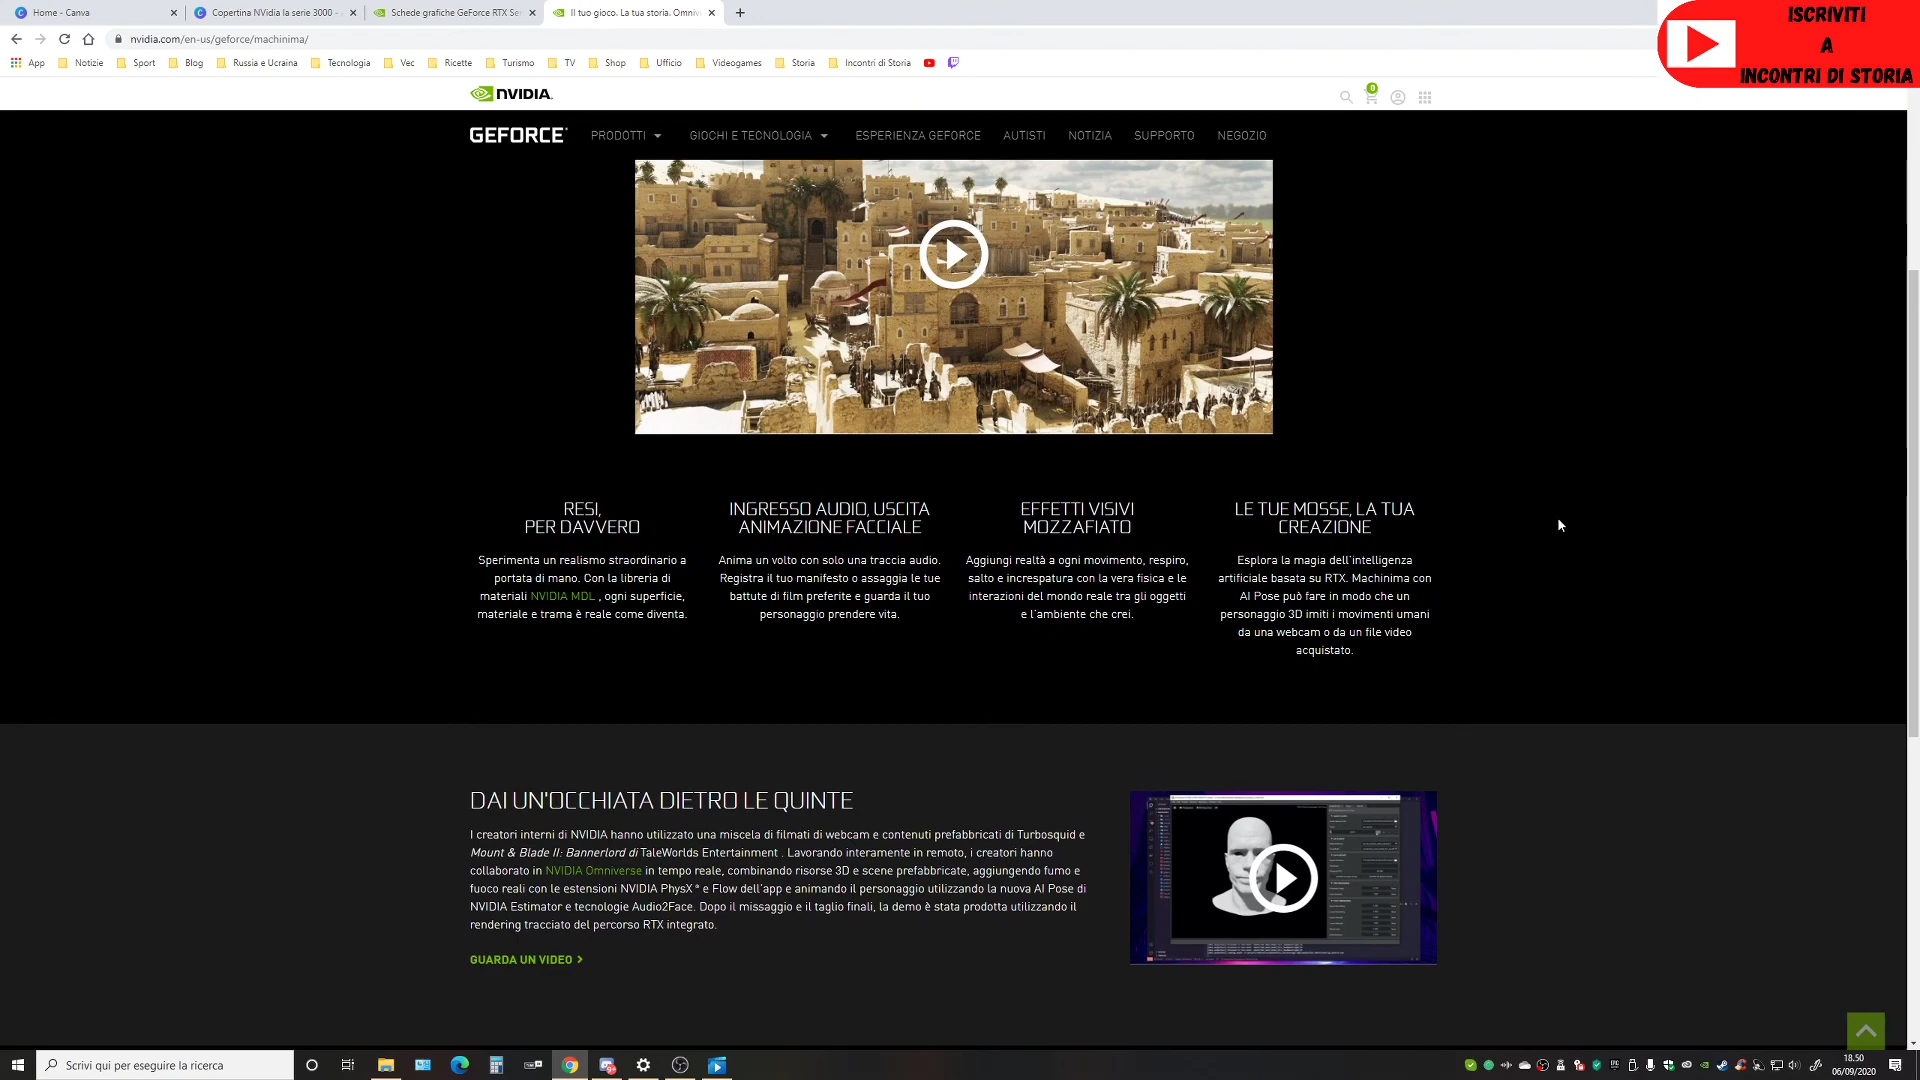 Home - Canva
Copertina NVidia la serie 3000 -
Schede grafiche GeForce RTX Se
Il tuo gioco. La tua storia. Omniv
nvidia.com/en-us/geforce/machinima/
App Notizie Sport Blog Russia e Ucraina Tecnologia Vec Ricette Turismo TV Shop Ufficio Videogames Storia Incontri di Storia
ISCRIVITI
A
INCONTRI DI STORIA
NVIDIA.
0
GEFORCE PRODOTTI GIOCHI E TECNOLOGIA ESPERIENZA GEFORCE AUTISTI NOTIZIA SUPPORTO NEGOZIO
RESI,
PER DAVVERO
Sperimenta un realismo straordinario a
portata di mano. Con la libreria di
materiali NVIDIA MDL , ogni superficie,
materiale e trama è reale come diventa.
INGRESSO AUDIO, USCITA
ANIMAZIONE FACCIALE
Anima un volto con solo una traccia audio.
Registra il tuo manifesto o assaggia le tue
battute di film preferite e guarda il tuo
personaggio prendere vita.
EFFETTI VISIVI
MOZZAFIATO
Aggiungi realtà a ogni movimento, respiro,
salto e increspatura con la vera fisica e le
interazioni del mondo reale tra gli oggetti
e l'ambiente che crei.
LE TUE MOSSE, LA TUA
CREAZIONE
Esplora la magia dell'intelligenza
artificiale basata su RTX. Machinima con
AI Pose può fare in modo che un
personaggio 3D imiti i movimenti umani
da una webcam o da un file video
acquistato.
DAI UN'OCCHIATA DIETRO LE QUINTE
I creatori interni di NVIDIA hanno utilizzato una miscela di filmati di webcam e contenuti prefabbricati di Turbosquid e
Mount & Blade II: Bannerlord di TaleWorlds Entertainment . Lavorando interamente in remoto, i creatori hanno
collaborato in NVIDIA Omniverse in tempo reale, combinando risorse 3D e scene prefabbricate, aggiungendo fumo e
fuoco reali con le estensioni NVIDIA PhysX ® e Flow dell'app e animando il personaggio utilizzando la nuova AI Pose di
NVIDIA Estimator e tecnologie Audio2Face. Dopo il missaggio e il taglio finali, la demo è stata prodotta utilizzando il
rendering tracciato del percorso RTX integrato.
GUARDA UN VIDEO
Scrivi qui per eseguire la ricerca
18.50
06/09/2020